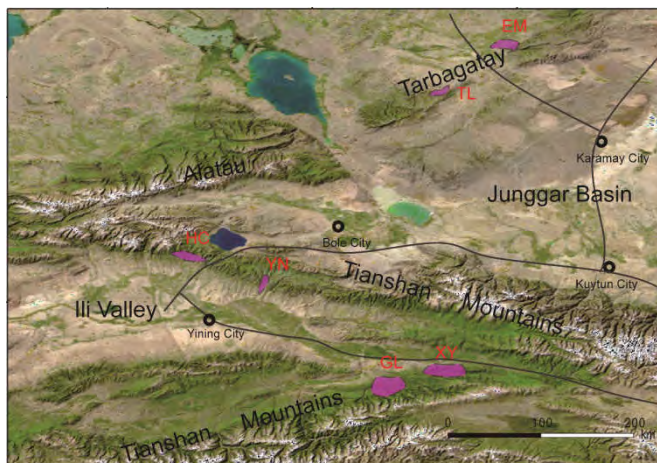 EM
Tarbagatay
TL
Karamay City
Alatau
Junggar Basin
HC
Bole City
YN
Tianshan
Mountains
Kuytun City
Ili Valley
Yining City
GL
XY
Tianshan Mountains
0 100 200
km